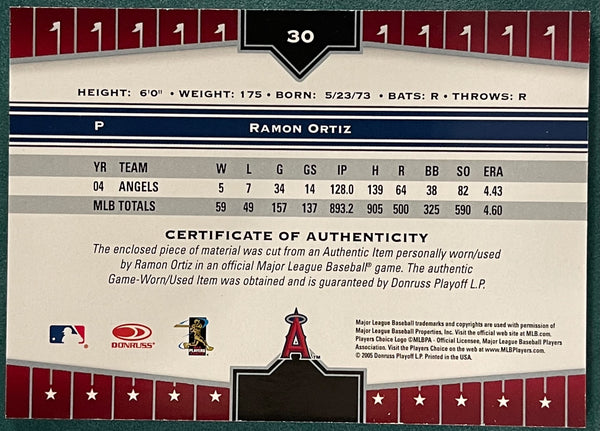 30
HEIGHT: 6'0" • WEIGHT: 175 • BORN: 5/23/73 • BATS: R • THROWS: R
P RAMON ORTIZ
YR TEAM W L G GS IP H R BB SO ERA
04 ANGELS 5 7 34 14 128.0 139 64 38 82 4.43
MLB TOTALS 59 49 157 137 893.2 905 500 325 590 4.60
CERTIFICATE OF AUTHENTICITY
The enclosed piece of material was cut from an Authentic Item personally worn/used
by Ramon Ortiz in an official Major League Baseball® game. The authentic
Game-Worn/Used Item was obtained and is guaranteed by Donruss Playoff L.P.
DONRUSS
PLAYERS
A
TM
Major League Baseball trademarks and copyrights are used with permission of
Major League Baseball Properties, Inc. Visit the official web site at MLB.com.
Players Choice Logo ©MLBPA - Official Licensee, Major League Baseball Players
Association. Visit the Players Choice on the web at www.MLBPlayers.com.
© 2005 Donruss Playoff L.P. Printed in the USA.